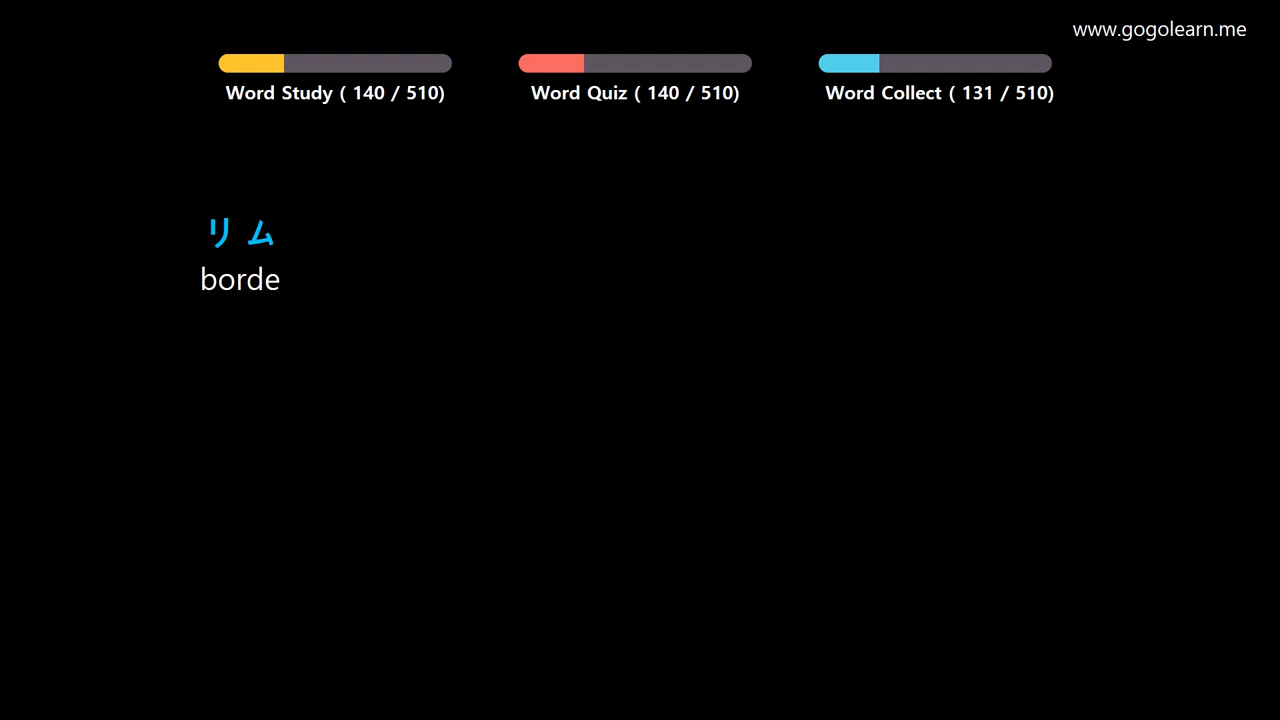 www.gogolearn.me
Word Study ( 140 / 510)
Word Quiz ( 140 / 510)
Word Collect ( 131 / 510)
リム
borde